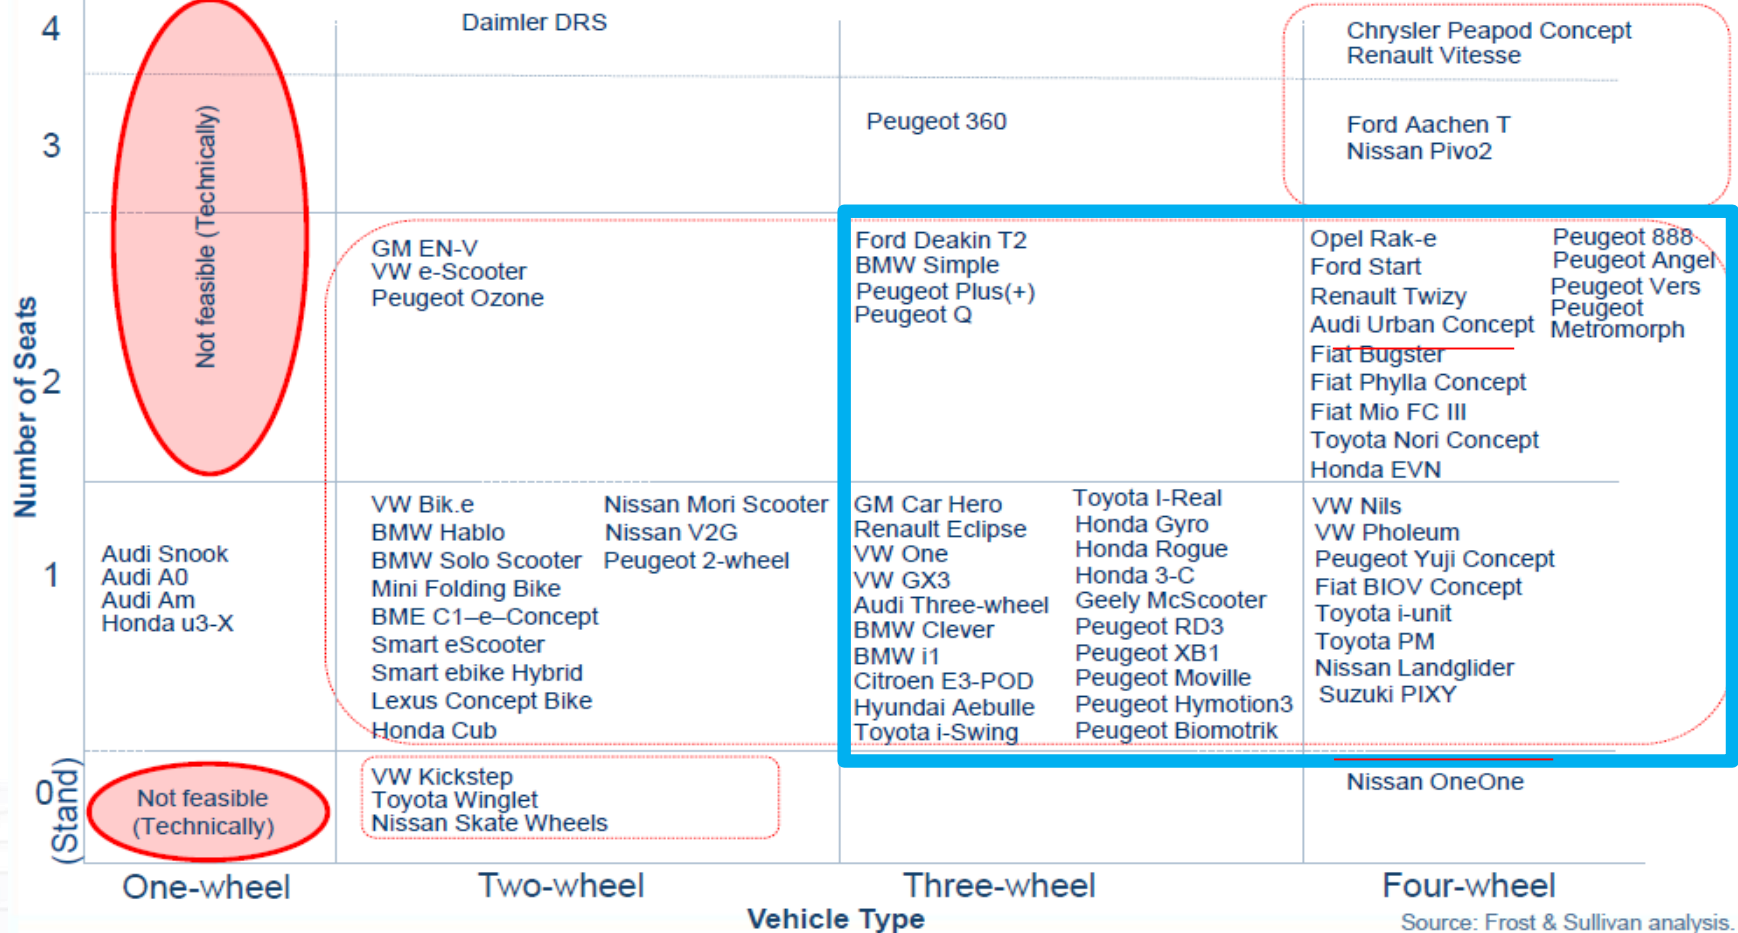 4
Daimler DRS
Chrysler Peapod Concept
Renault Vitesse
3
Not feasible (Technically)
Peugeot 360
Ford Aachen T
Nissan Pivo2
Number of Seats
2
GM EN-V
VW e-Scooter
Peugeot Ozone
Ford Deakin T2
BMW Simple
Peugeot Plus(+)
Peugeot Q
Opel Rak-e
Ford Start
Renault Twizy
Audi Urban Concept
Fiat Bugster
Fiat Phylla Concept
Fiat Mio FC III
Toyota Nori Concept
Honda EVN
Peugeot 888
Peugeot Angel
Peugeot Vers
Peugeot
Metromorph
1
Audi Snook
Audi A0
Audi Am
Honda u3-X
VW Bik.e
BMW Hablo
BMW Solo Scooter
Mini Folding Bike
BME C1–e–Concept
Smart eScooter
Smart ebike Hybrid
Lexus Concept Bike
Honda Cub
Nissan Mori Scooter
Nissan V2G
Peugeot 2-wheel
GM Car Hero
Renault Eclipse
VW One
VW GX3
Audi Three-wheel
BMW Clever
BMW i1
Citroen E3-POD
Hyundai Aebulle
Toyota i-Swing
Toyota I-Real
Honda Gyro
Honda Rogue
Honda 3-C
Geely McScooter
Peugeot RD3
Peugeot XB1
Peugeot Moville
Peugeot Hymotion3
Peugeot Biomotrik
VW Nils
VW Pholeum
Peugeot Yuji Concept
Fiat BIOV Concept
Toyota i-unit
Toyota PM
Nissan Landglider
Suzuki PIXY
0
(Stand)
Not feasible
(Technically)
VW Kickstep
Toyota Winglet
Nissan Skate Wheels
Nissan OneOne
One-wheel
Two-wheel
Three-wheel
Four-wheel
Vehicle Type
Source: Frost & Sullivan analysis.